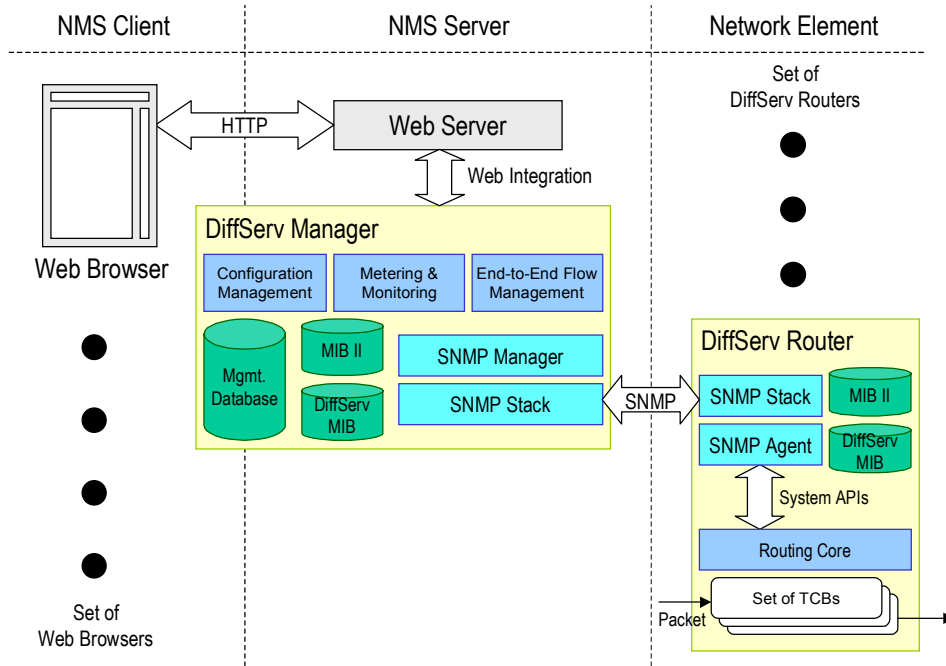 NMS Client
NMS Server
Network Element
HTTP
Web Server
Web Integration
Web Browser
Set of
Web Browsers
DiffServ Manager
Configuration
Management
Metering &
Monitoring
End-to-End Flow
Management
Mgmt.
Database
MIB II
DiffServ
MIB
SNMP Manager
SNMP Stack
SNMP
Set of
DiffServ Routers
DiffServ Router
SNMP Stack
MIB II
SNMP Agent
DiffServ
MIB
System APIs
Routing Core
Set of TCBs
Packet